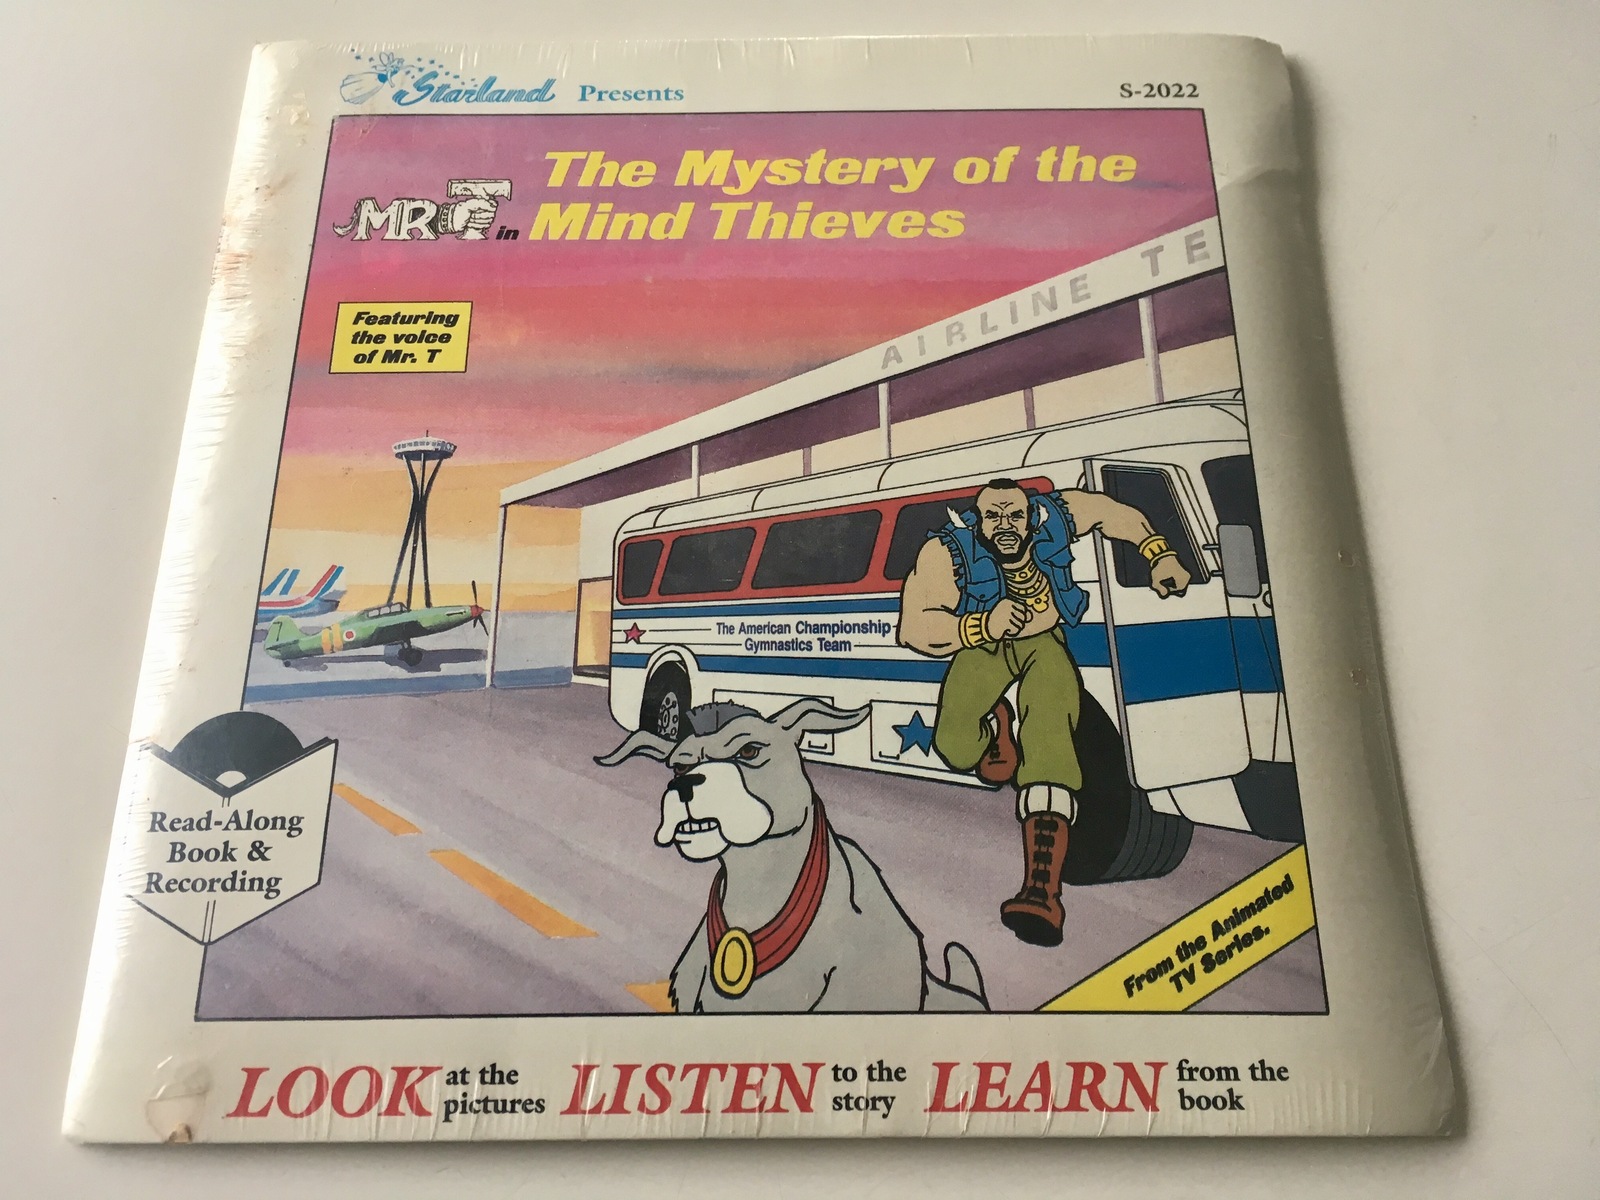 Starland Presents
S-2022
The Mystery of the
MR T in Mind Thieves
Featuring
the voice
of Mr. T
AIRLINE TE
The American Championship
Gymnastics Team
7
Read-Along
Book &
Recording
From the Animated
TV Series.
LOOK at the pictures LISTEN to the story LEARN from the book